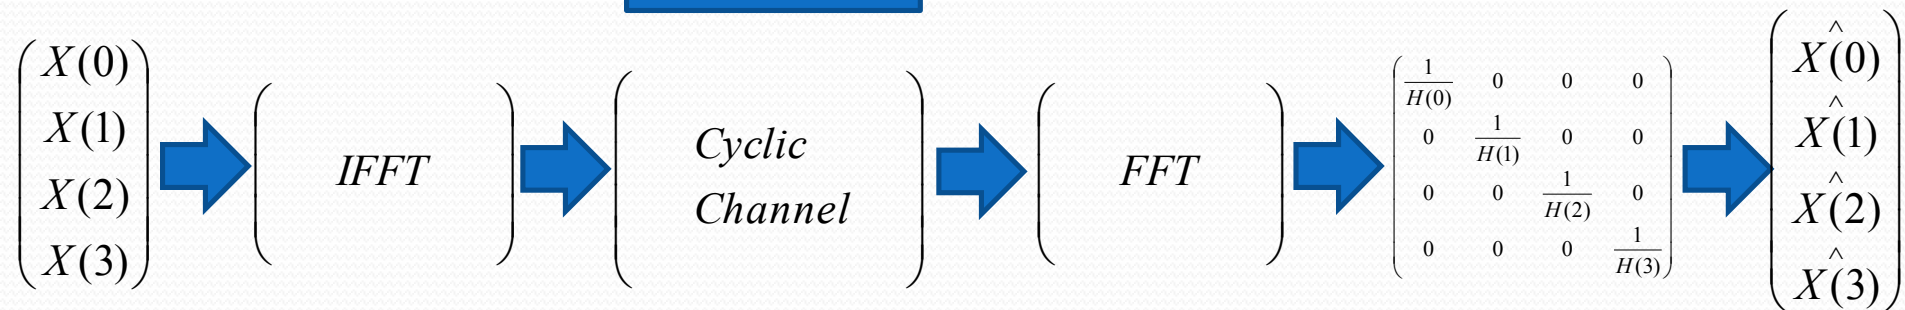 X(0)
X(1)
X(2)
X(3)
IFFT
Cyclic
Channel
FFT
1/H(0) 0 0 0
0 1/H(1) 0 0
0 0 1/H(2) 0
0 0 0 1/H(3)
X̂(0)
X̂(1)
X̂(2)
X̂(3)